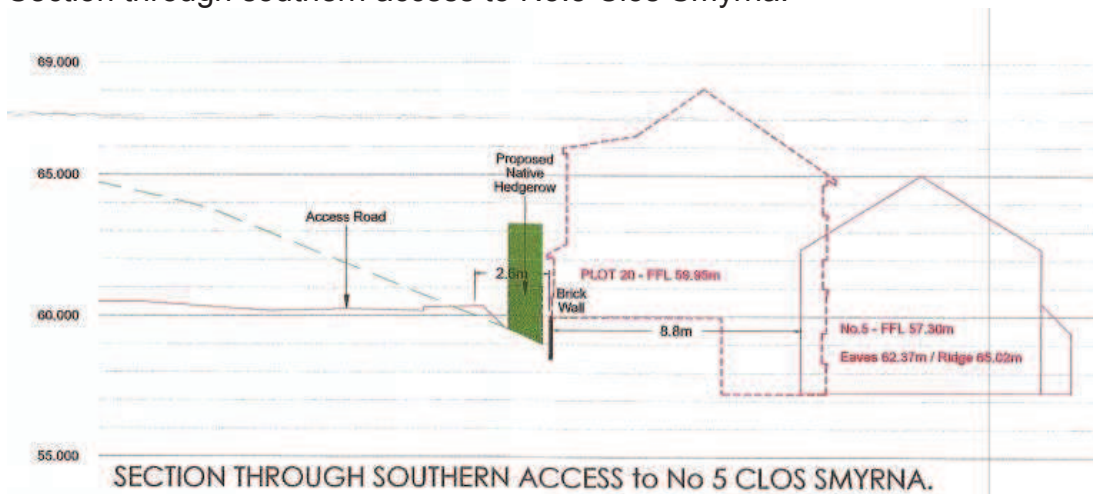 Section through southern access to No.5 Clos Smyrna.
69.000
65.000
Proposed
Native
Hedgerow
Access Road
2.6m
PLOT 20 - FFL 59.95m
Brick
Wall
60.000
8.8m
No.5 - FFL 57.30m
Eaves 62.37m / Ridge 65.02m
55.000
SECTION THROUGH SOUTHERN ACCESS to No 5 CLOS SMYRNA.